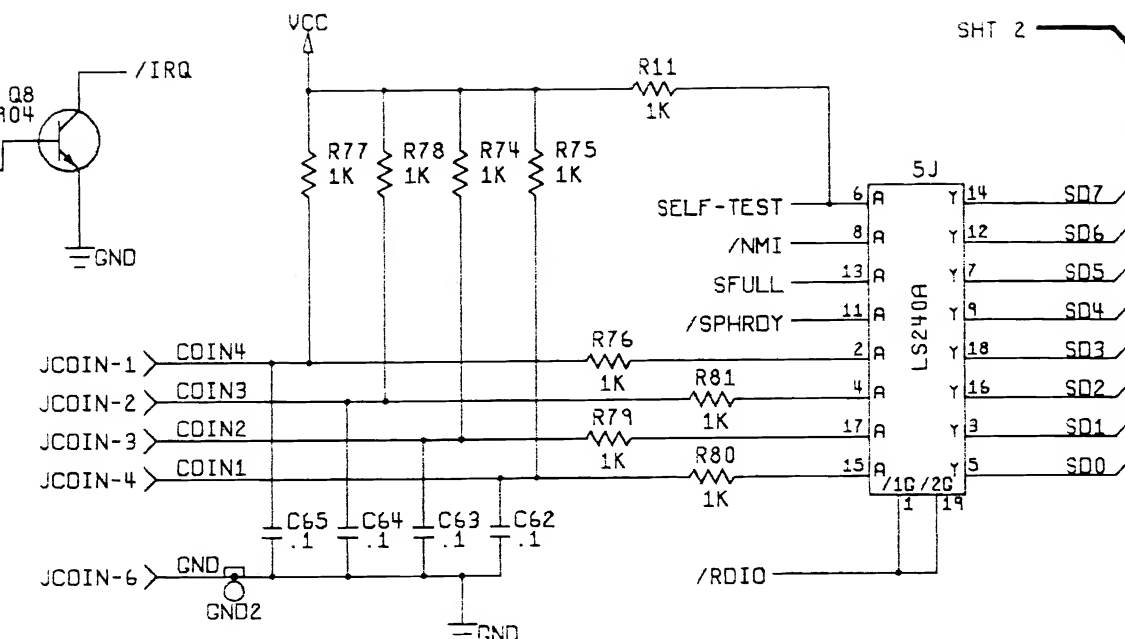 VCC
SHT 2
/IRQ
Q8
R11
1K
R77
1K
R78
1K
R74
1K
R75
1K
GND
5J
SELF-TEST 6 A Y 14 SD7
/NMI 8 A Y 12 SD6
SFULL 13 A Y 7 SD5
/SPHRDY 11 A Y 9 SD4
LS240A
JCOIN-1 COIN4 R76 1K 2 A Y 18 SD3
JCOIN-2 COIN3 R81 1K 4 A Y 16 SD2
JCOIN-3 COIN2 R79 1K 17 A Y 3 SD1
JCOIN-4 COIN1 R80 1K 15 A Y 5 SD0
/1G /2G
1 19
C65
.1
C64
.1
C63
.1
C62
.1
JCOIN-6 GND
/RDIO
GND2
GND